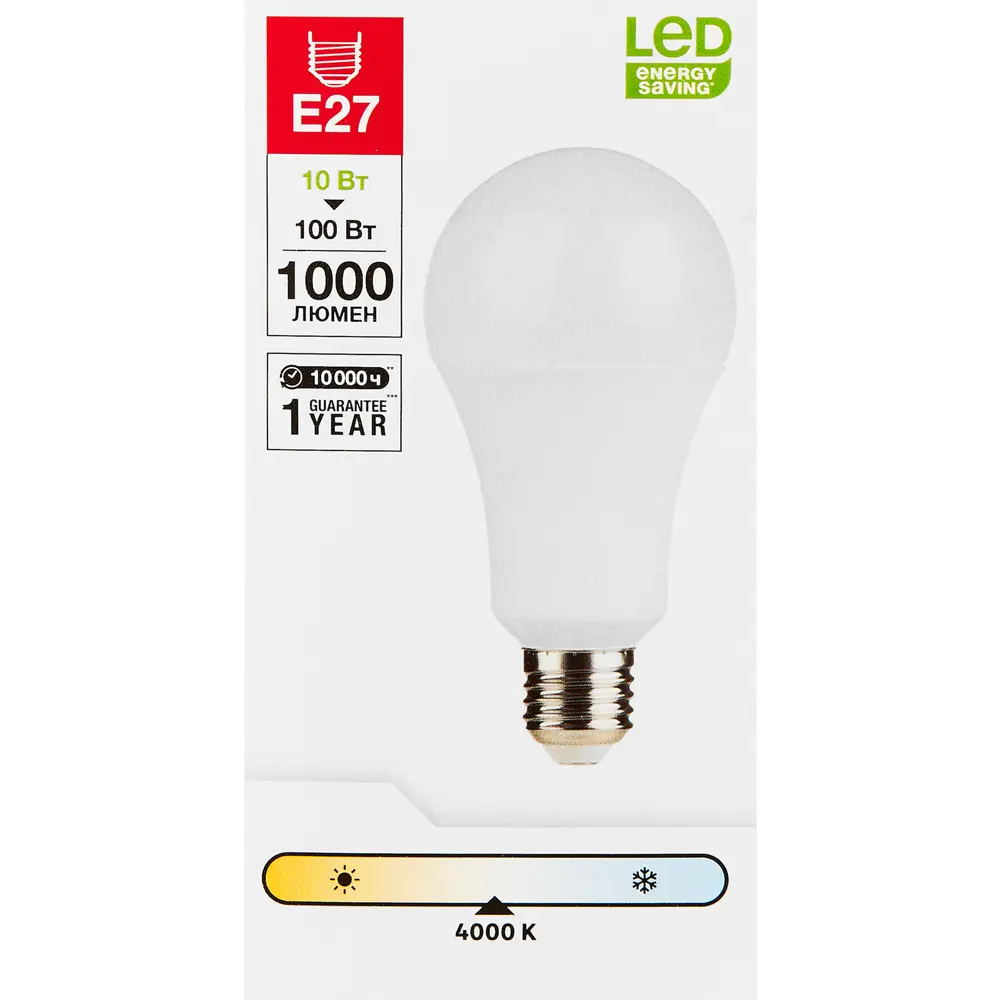 E27
10 Вт
100 Вт
1000
ЛЮМЕН
10 000 ч**
1 GUARANTEE***
YEAR
LED
energy
saving*
4000 K